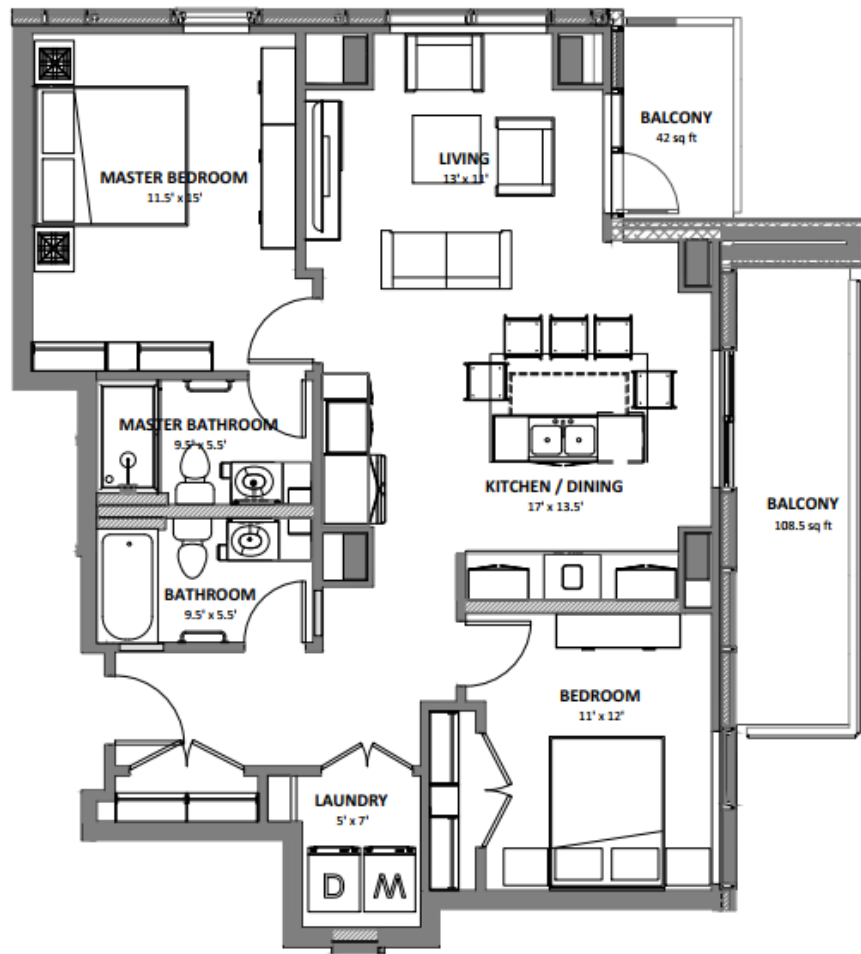 BALCONY
42 sq ft
LIVING
13' x 11'
MASTER BEDROOM
11.5' x 15'
MASTER BATHROOM
9.5' x 5.5'
KITCHEN / DINING
17' x 13.5'
BALCONY
108.5 sq ft
BATHROOM
9.5' x 5.5'
BEDROOM
11' x 12'
LAUNDRY
5' x 7'
D M